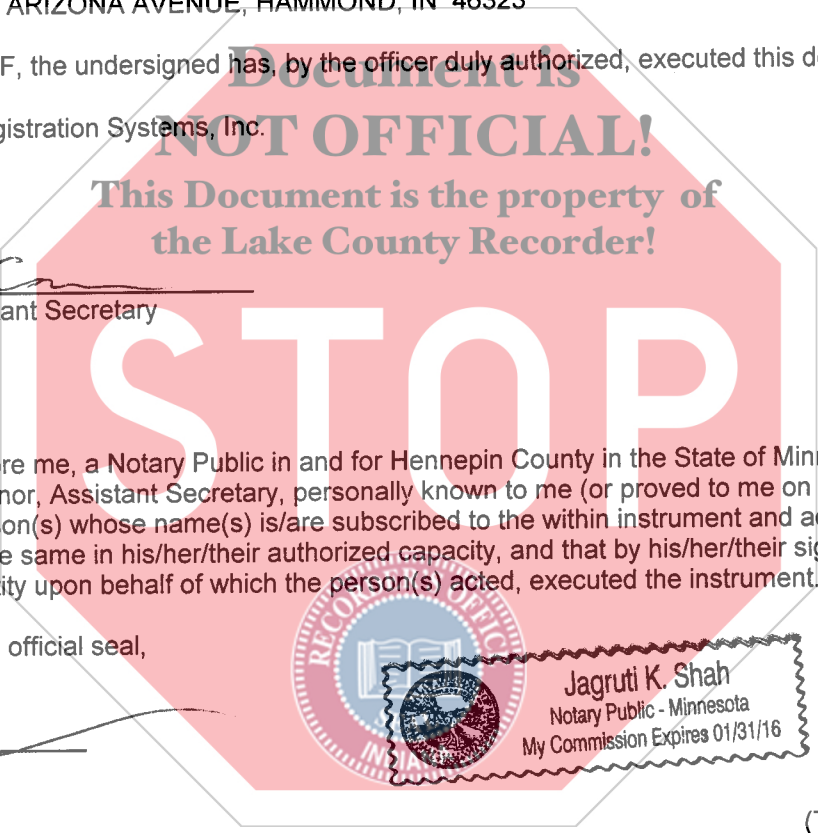 ARIZONA AVENUE, HAMMOND, IN 46323
F, the undersigned has, by the officer duly authorized, executed this d
Document is
gistration Systems, Inc.
NOT OFFICIAL!
This Document is the property of
the Lake County Recorder!
ant Secretary
STOP
re me, a Notary Public in and for Hennepin County in the State of Minn
nor, Assistant Secretary, personally known to me (or proved to me on
on(s) whose name(s) is/are subscribed to the within instrument and a
e same in his/her/their authorized capacity, and that by his/her/their sig
ity upon behalf of which the person(s) acted, executed the instrument.
RECORDER'S OFFICE
official seal,
Jagruti K. Shah
Notary Public - Minnesota
My Commission Expires 01/31/16
INDIANA
(T